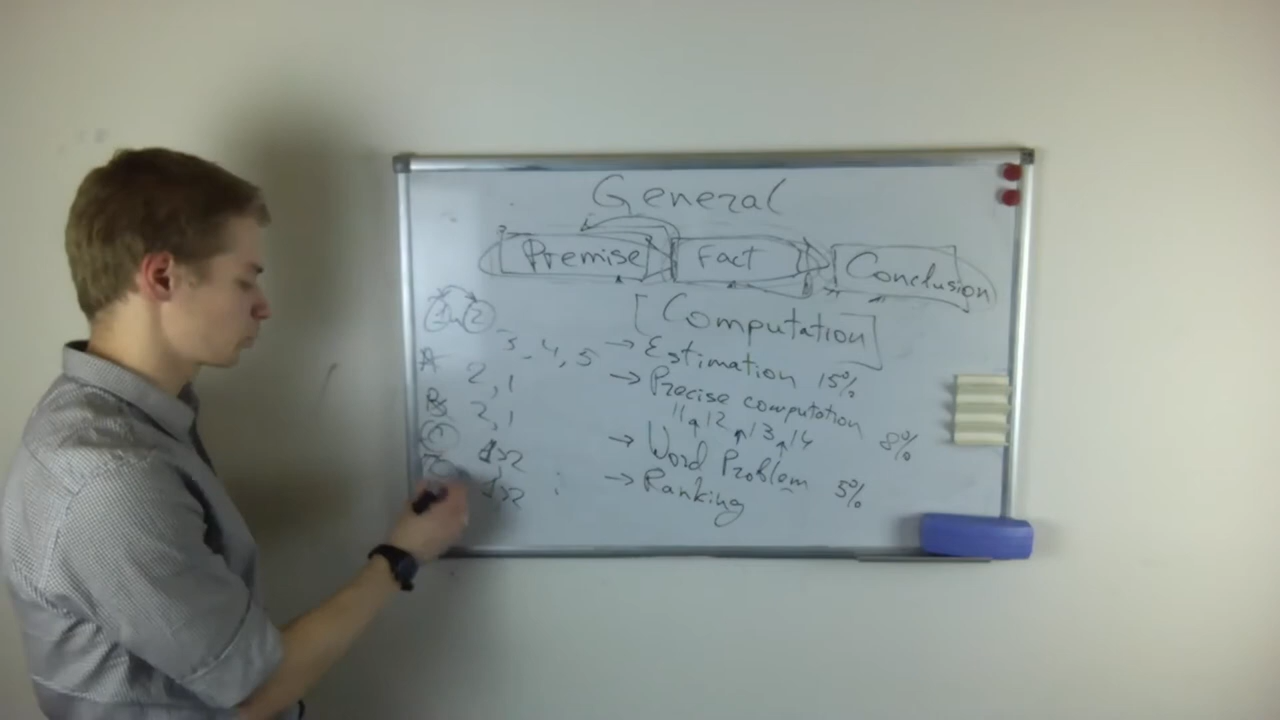 General
Premise Fact Conclusion
1 2
Computation
3, 4, 5 → Estimation 15%
A 2, 1 → Precise computation 8%
B 2, 1
11, 12, 13, 14
→ Word Problem 5%
1>2
→ Ranking
1>2